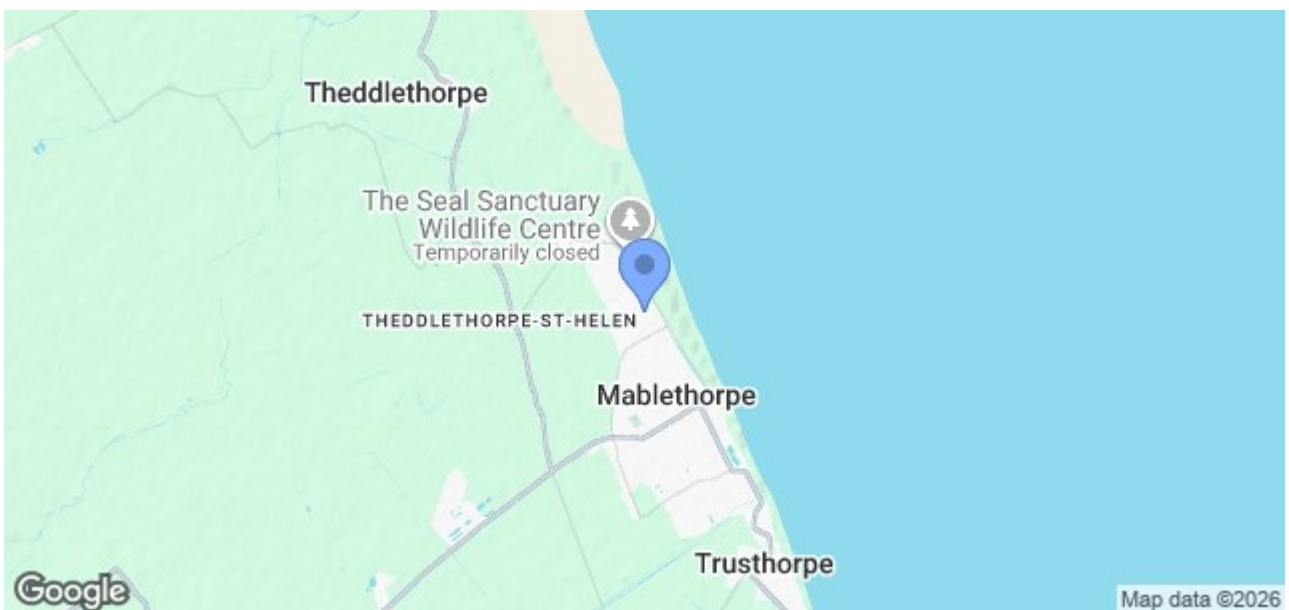 Theddlethorpe
The Seal Sanctuary
Wildlife Centre
Temporarily closed
THEDDLETHORPE-ST-HELEN
Mablethorpe
Trusthorpe
Google
Map data ©2026